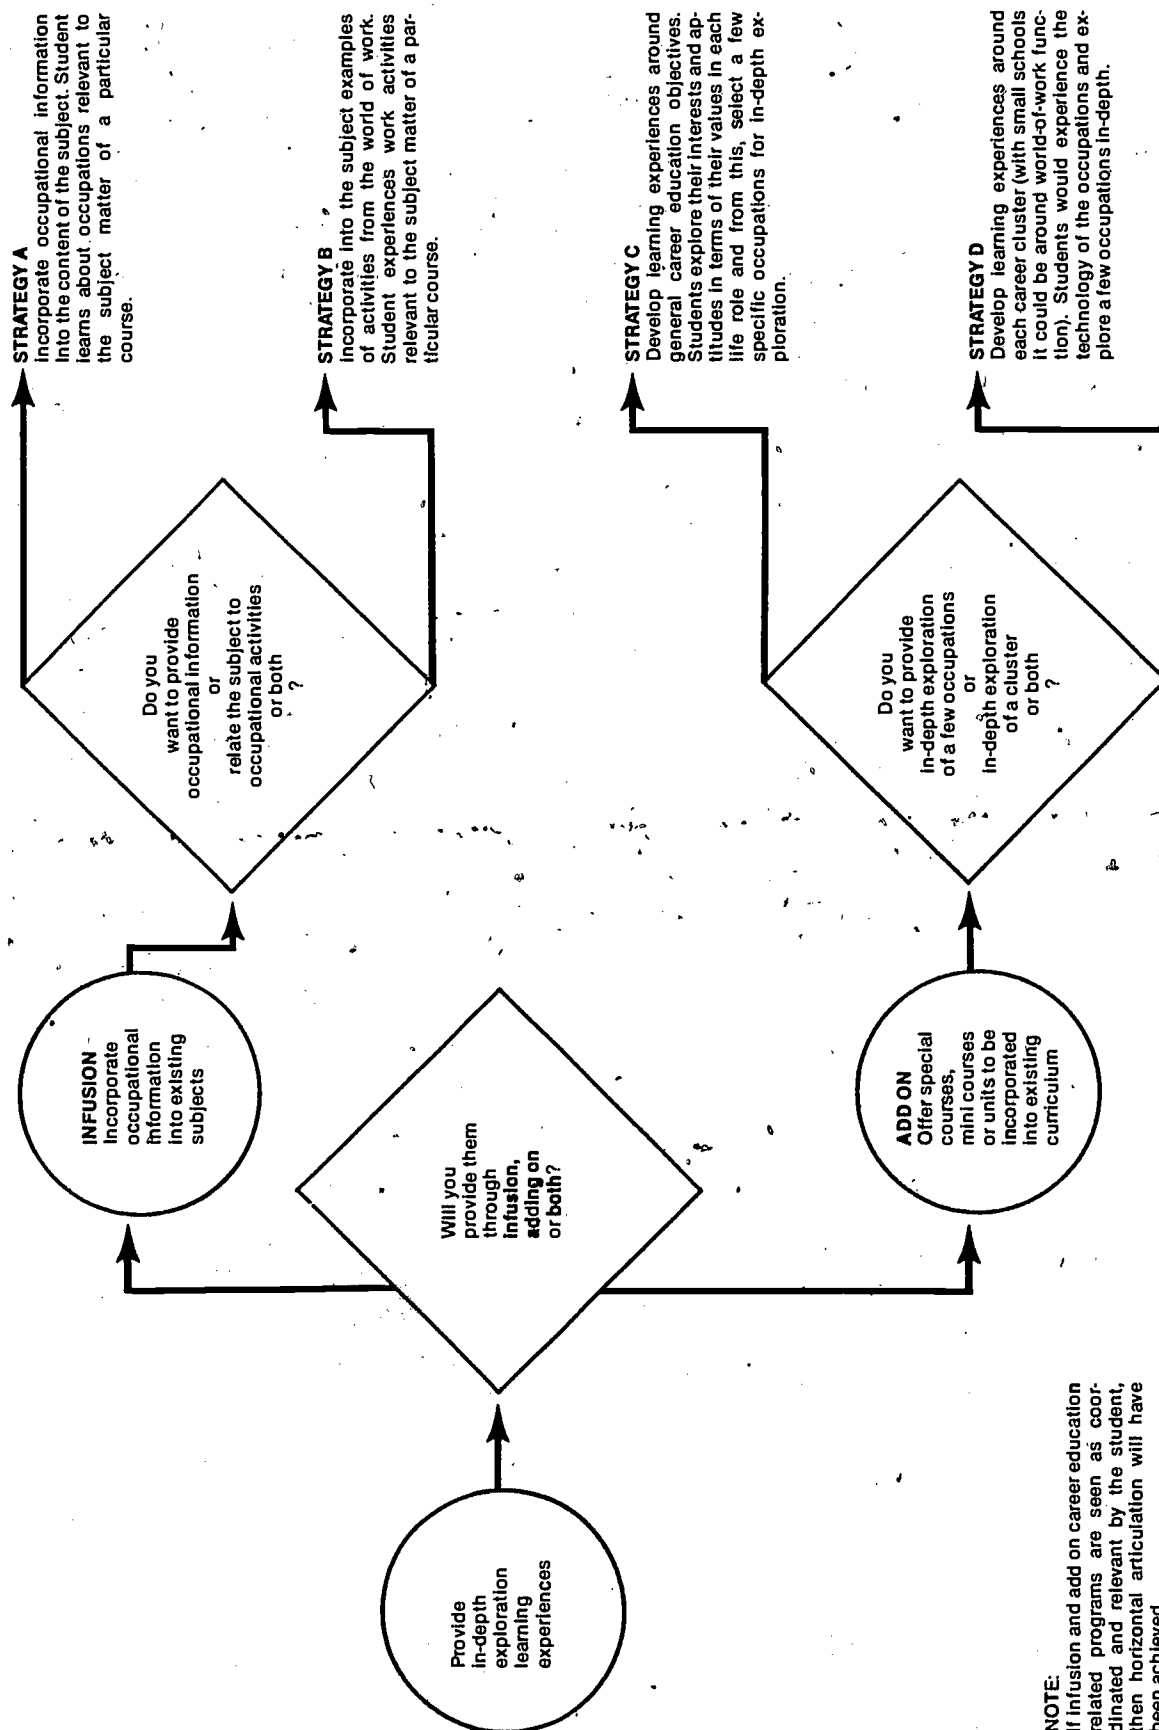 Provide
in-depth
exploration
learning
experiences
Will you
provide them
through
infusion,
adding on
or both?
INFUSION
Incorporate
occupational
information
into existing
subjects
ADD ON
Offer special
courses,
mini courses
or units to be
incorporated
into existing
curriculum
Do you
want to provide
occupational information
or
relate the subject to
occupational activities
or both
?
Do you
want to provide
in-depth exploration
of a few occupations
or
in-depth exploration
of a cluster
or both
?
STRATEGY A
Incorporate occupational information
into the content of the subject. Student
learns about occupations relevant to
the subject matter of a particular
course.
STRATEGY B
Incorporate into the subject examples
of activities from the world of work.
Student experiences work activities
relevant to the subject matter of a par-
ticular course.
STRATEGY C
Develop learning experiences around
general career education objectives.
Students explore their interests and ap-
titudes in terms of their values in each
life role and from this, select a few
specific occupations for in-depth ex-
ploration.
STRATEGY D
Develop learning experiences around
each career cluster (with small schools
it could be around world-of-work func-
tion). Students would experience the
technology of the occupations and ex-
plore a few occupations in-depth.
NOTE:
If infusion and add on career education
related programs are seen as coor-
dinated and relevant by the student,
then horizontal articulation will have
been achieved